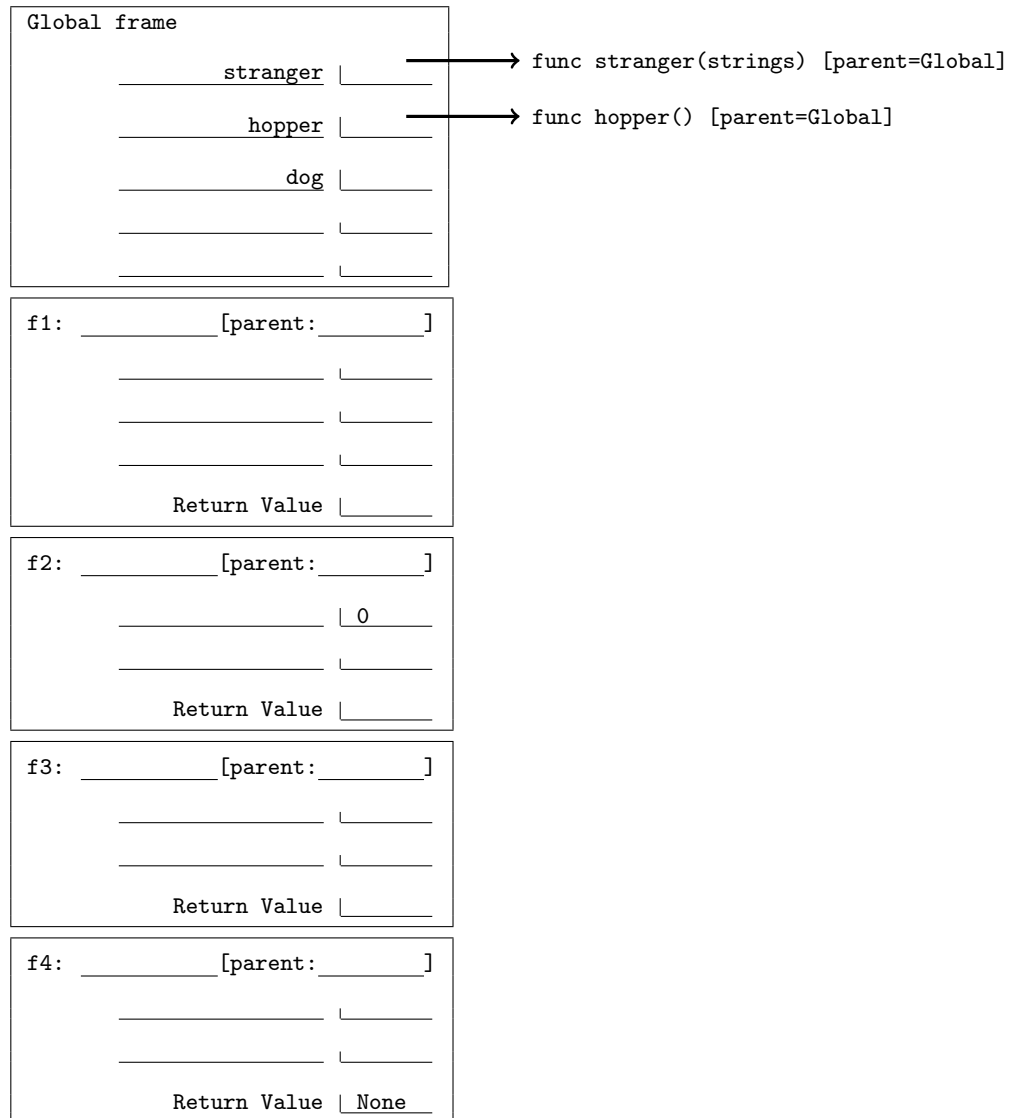 Global frame
stranger
func stranger(strings) [parent=Global]
hopper
func hopper() [parent=Global]
dog
f1: [parent: ]
Return Value
f2: [parent: ]
0
Return Value
f3: [parent: ]
Return Value
f4: [parent: ]
Return Value None